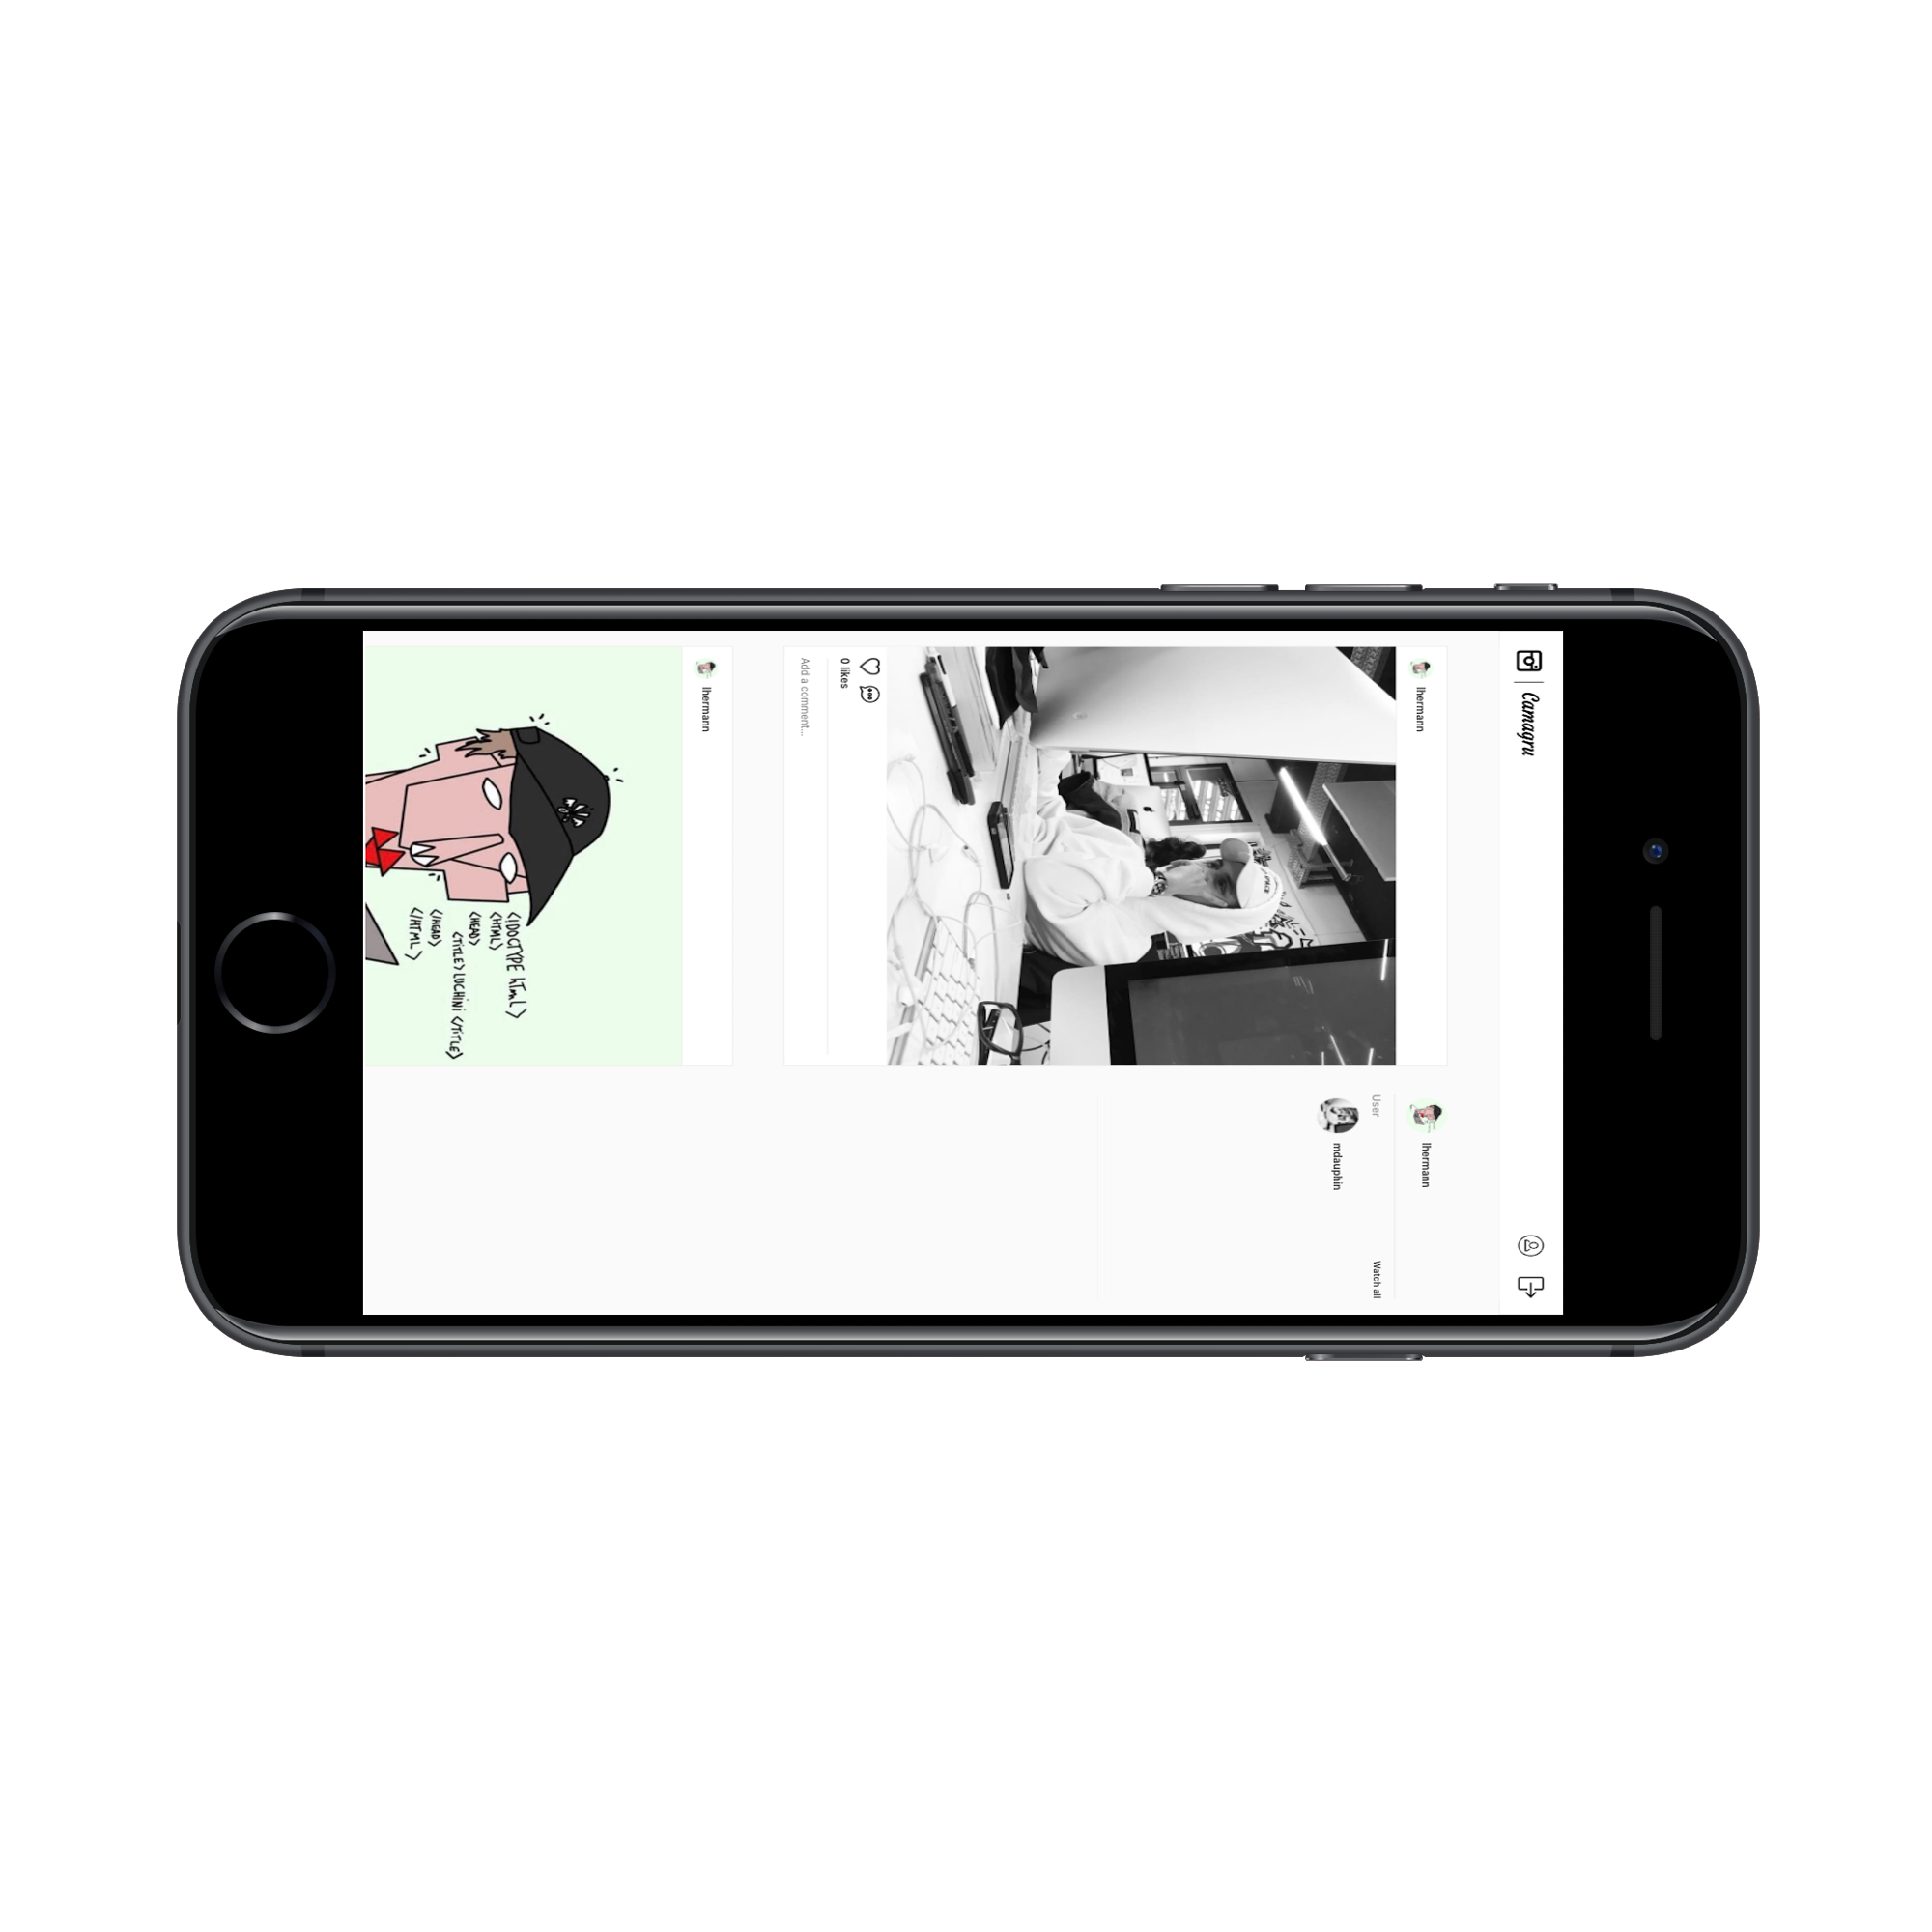 Camagru
lhermann
0 likes
Add a comment...
lhermann
<!DOCTYPE hTmL>
<HTML>
<HEAD>
<TiTLE> LUCHiNi </TiTLE>
</HEAD>
</HTML>
lhermann
User
Watch all
mdauphin